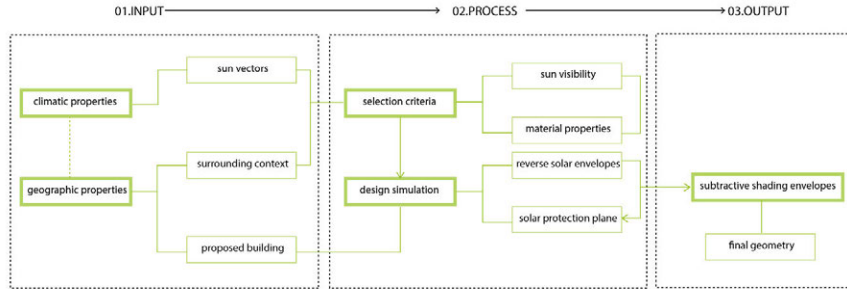 01.INPUT
02.PROCESS
03.OUTPUT
climatic properties
geographic properties
sun vectors
surrounding context
proposed building
selection criteria
design simulation
sun visibility
material properties
reverse solar envelopes
solar protection plane
subtractive shading envelopes
final geometry